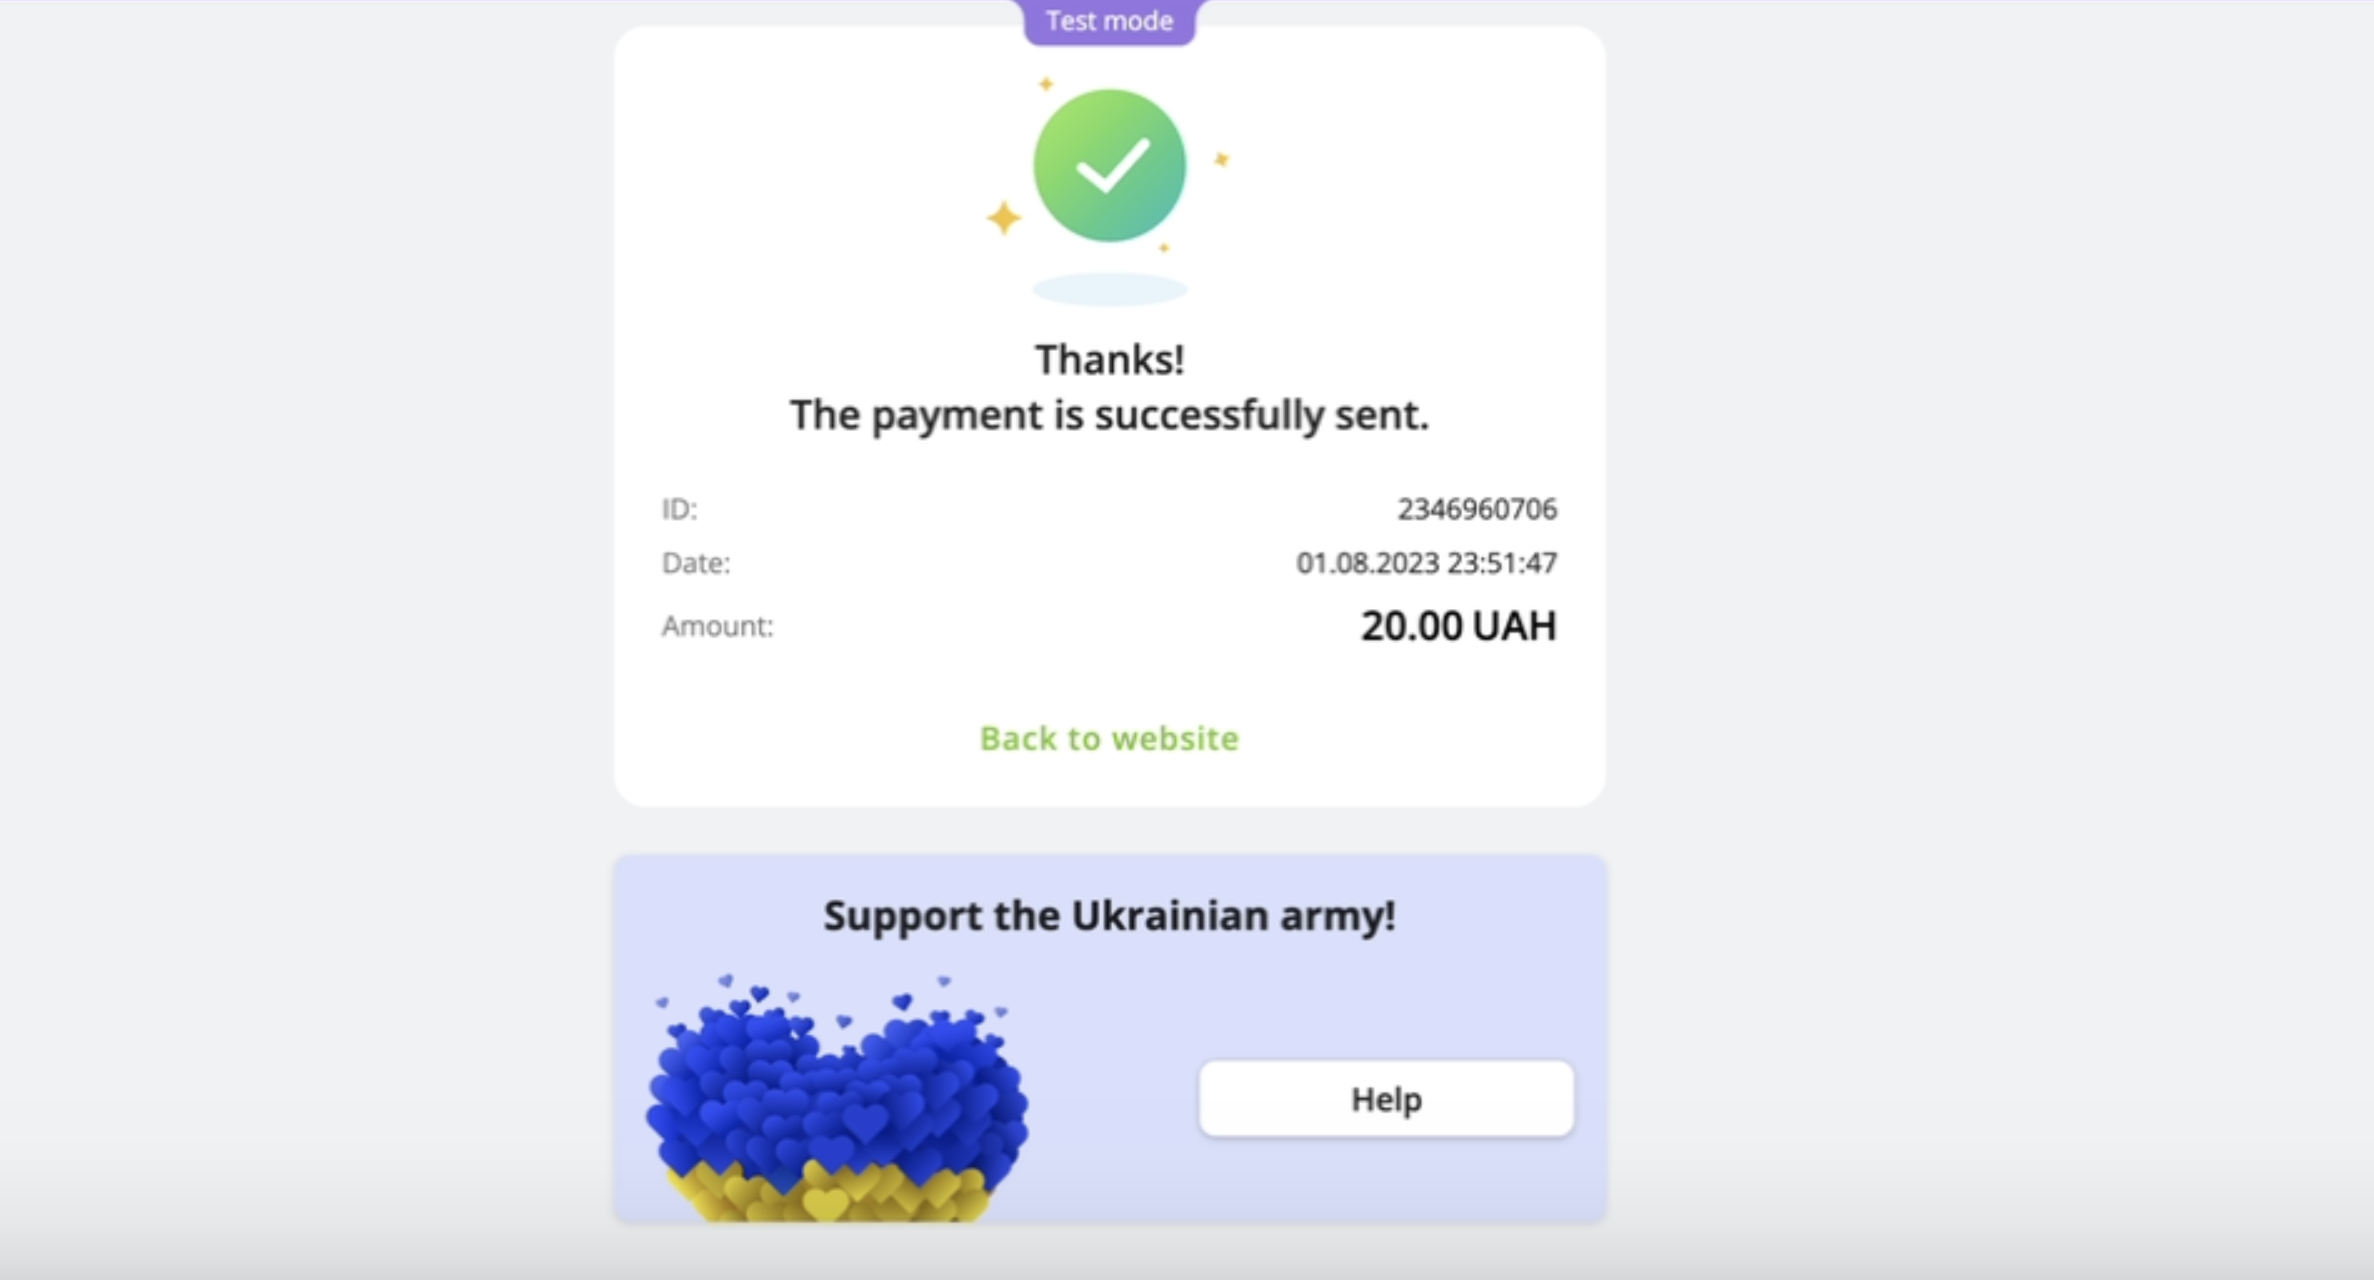 Test mode
Thanks!
The payment is successfully sent.
ID: 2346960706
Date: 01.08.2023 23:51:47
Amount: 20.00 UAH
Back to website
Support the Ukrainian army!
Help